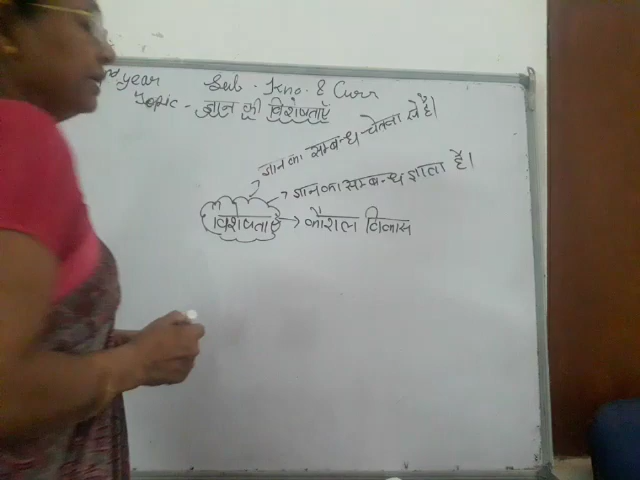 year Sub - Kno. & Curr
Topic - ज्ञान की विशेषताएँ
ज्ञान का सम्बन्ध चेतना से है।
ज्ञान का सम्बन्ध ज्ञाता है।
विशेषताएँ → कौशल विकास